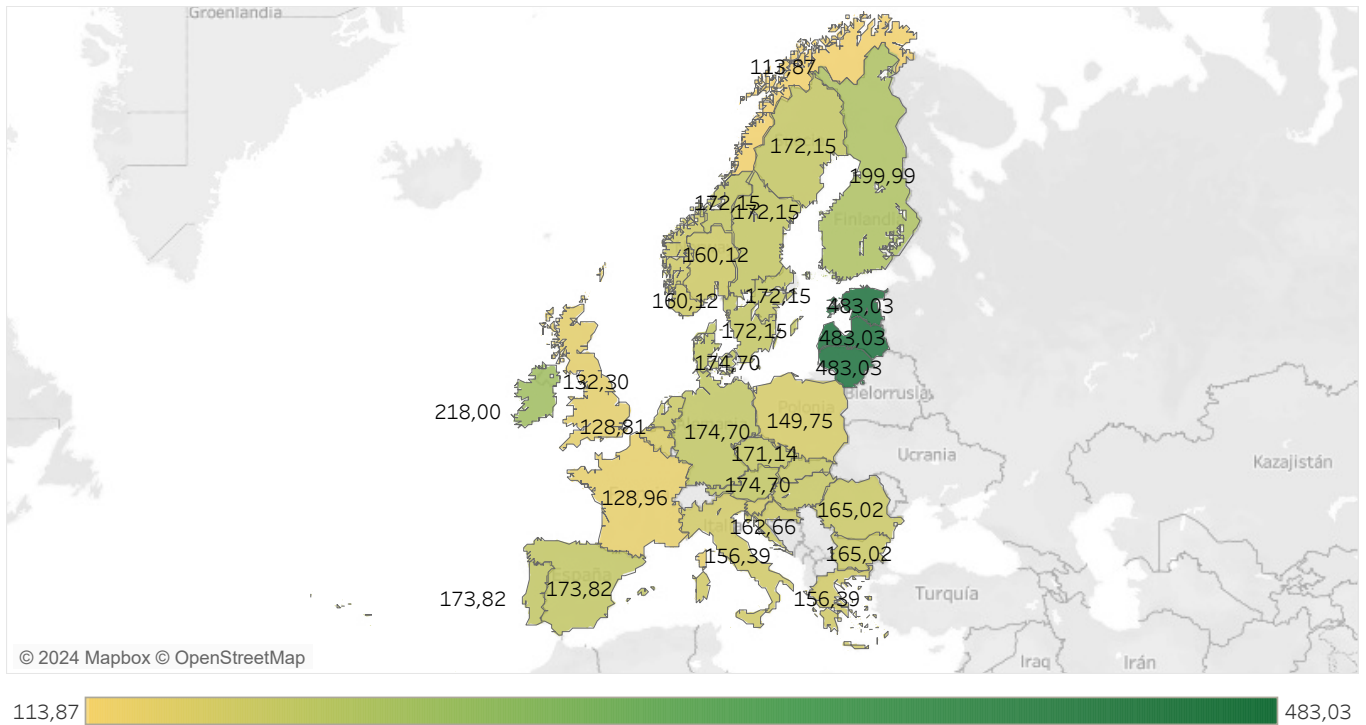 Groenlandia
113,87
172,15
199,99
172,15
172,15
Finlandia
160,12
160,12
172,15
483,03
172,15
483,03
174,70
483,03
132,30
Bielorrusia
218,00
Polonia
149,75
128,81
174,70
171,14
Ucrania
Kazajistán
174,70
128,96
165,02
Italia
162,66
156,39
165,02
España
173,82
173,82
156,39
Turquía
Iraq
Irán
© 2024 Mapbox © OpenStreetMap
113,87
483,03